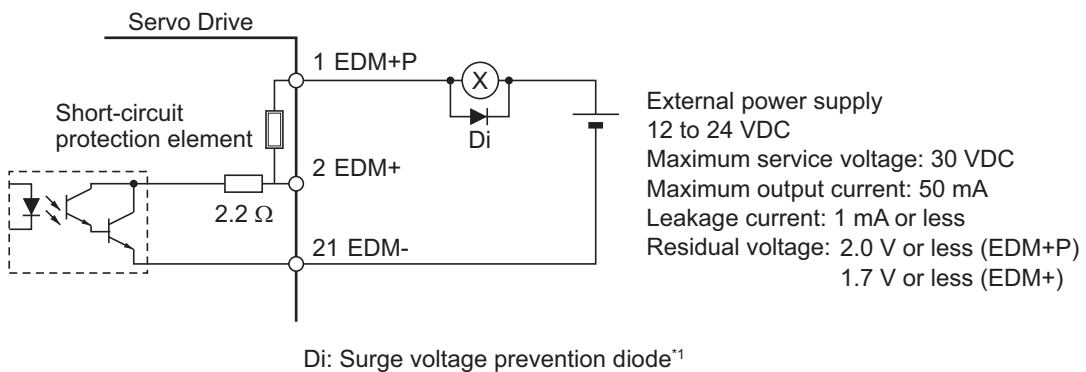 Servo Drive
1 EDM+P
X
Di
Short-circuit
protection element
2 EDM+
2.2 Ω
21 EDM-
External power supply
12 to 24 VDC
Maximum service voltage: 30 VDC
Maximum output current: 50 mA
Leakage current: 1 mA or less
Residual voltage: 2.0 V or less (EDM+P)
1.7 V or less (EDM+)
Di: Surge voltage prevention diode*1